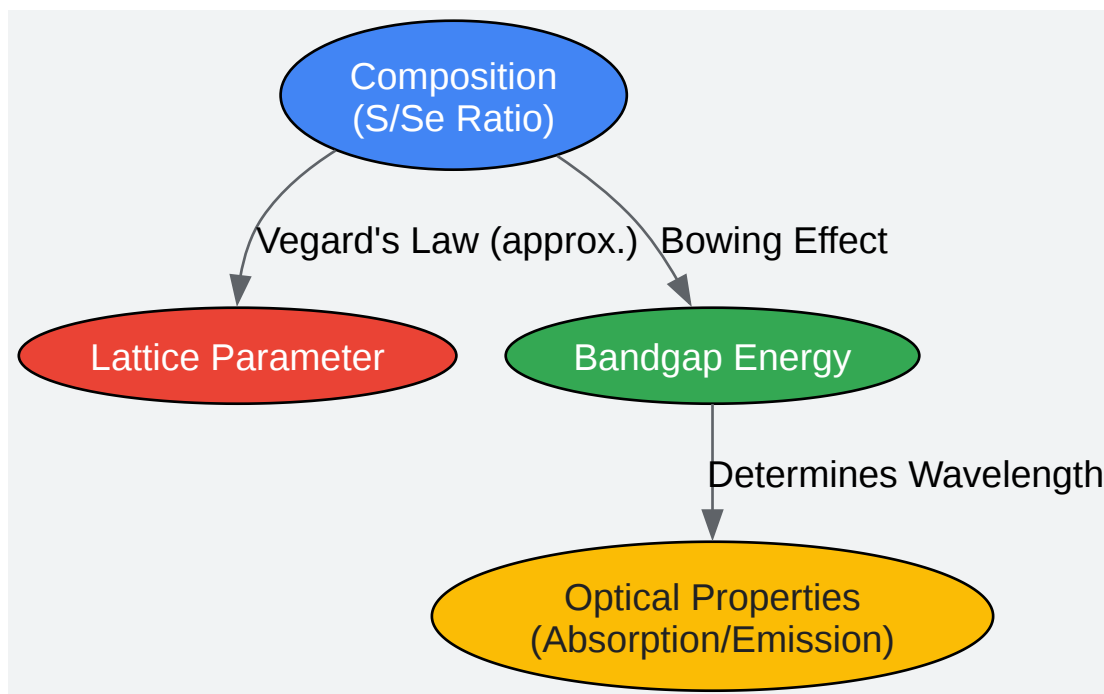 Composition
(S/Se Ratio)
Vegard's Law (approx.)
Bowing Effect
Lattice Parameter
Bandgap Energy
Determines Wavelength
Optical Properties
(Absorption/Emission)